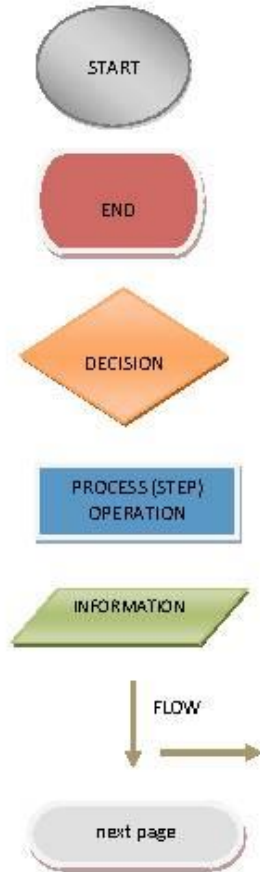 START
END
DECISION
PROCESS (STEP)
OPERATION
INFORMATION
FLOW
next page